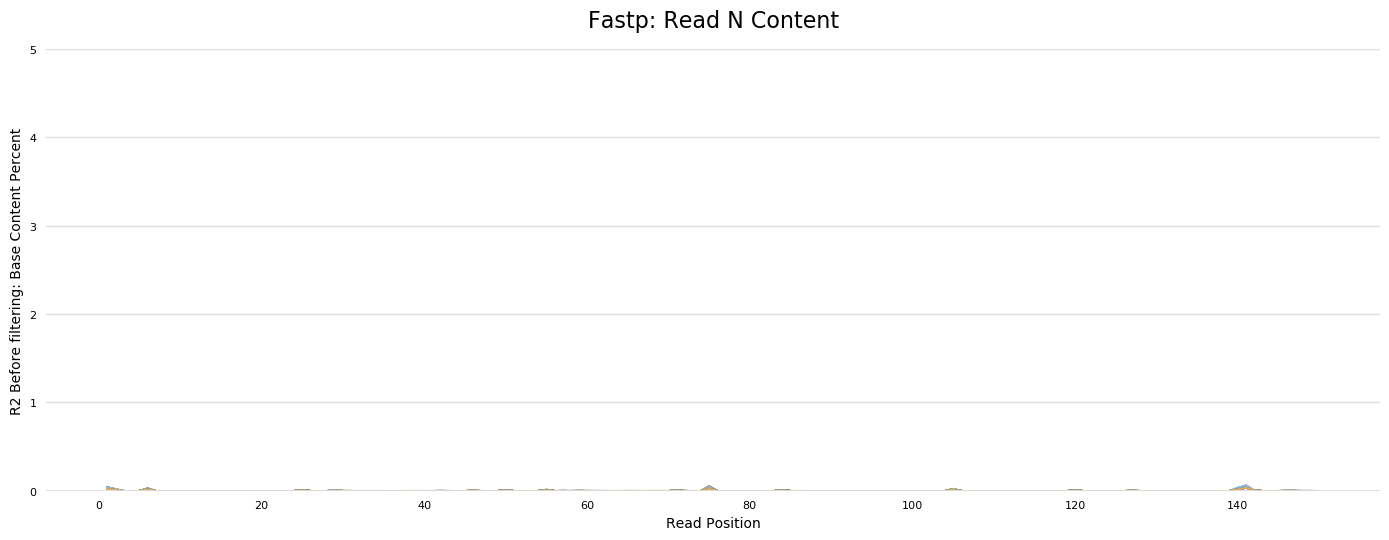 Fastp: Read N Content
R2 Before filtering: Base Content Percent
5
4
3
2
1
0
0 20 40 60 80 100 120 140
Read Position